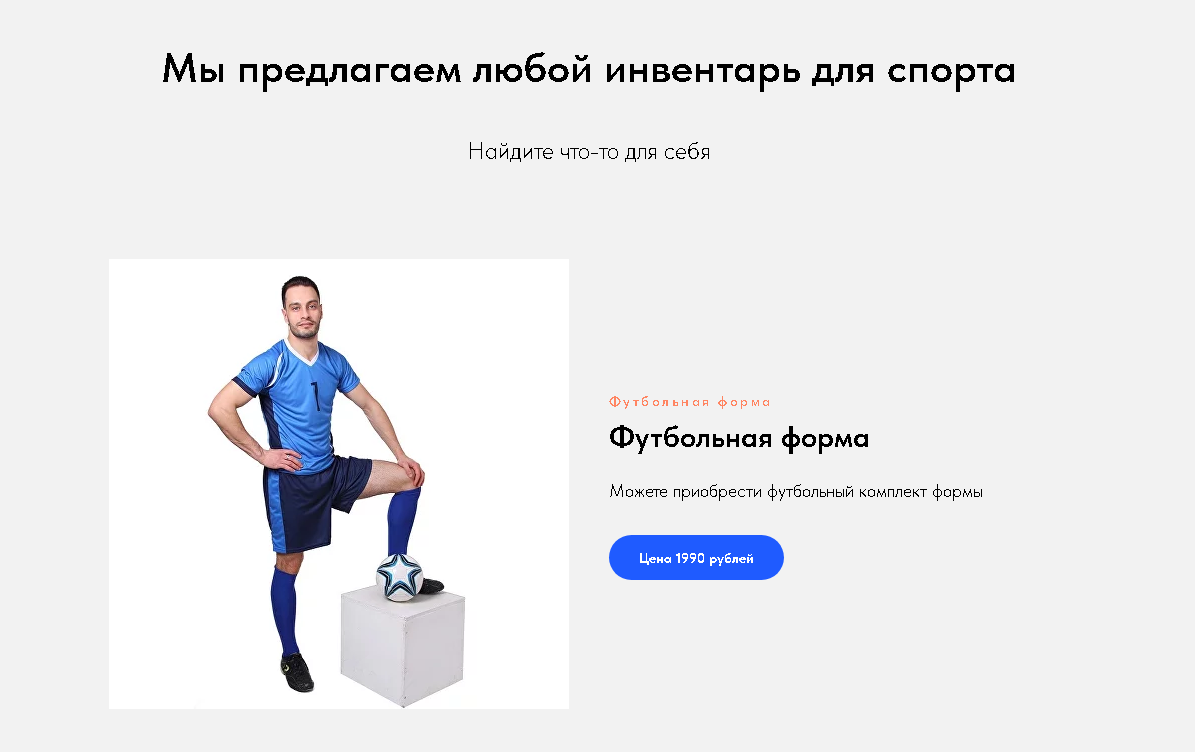 Мы предлагаем любой инвентарь для спорта
Найдите что-то для себя
1
Футбольная форма
Футбольная форма
Можете приобрести футбольный комплект формы
Цена 1990 рублей